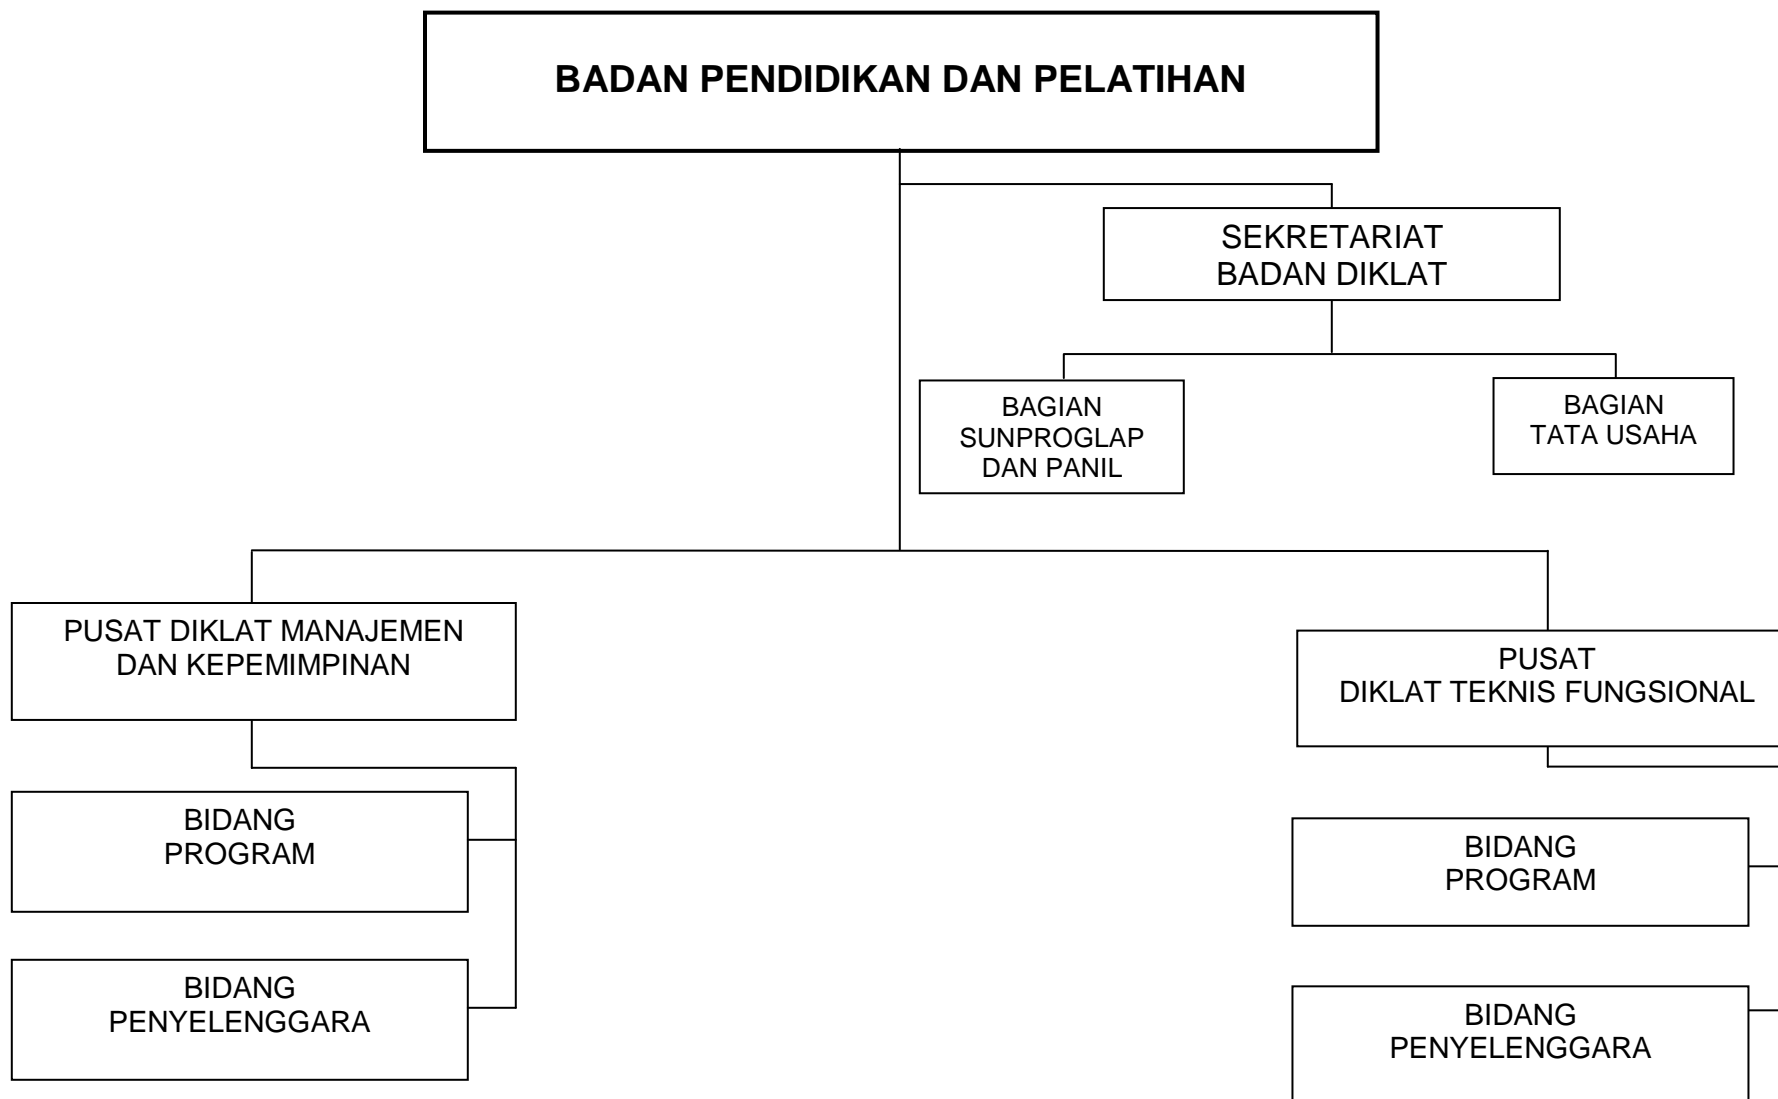 BADAN PENDIDIKAN DAN PELATIHAN
SEKRETARIAT
BADAN DIKLAT
BAGIAN
SUNPROGLAP
DAN PANIL
BAGIAN
TATA USAHA
PUSAT DIKLAT MANAJEMEN
DAN KEPEMIMPINAN
PUSAT
DIKLAT TEKNIS FUNGSIONAL
BIDANG
PROGRAM
BIDANG
PROGRAM
BIDANG
PENYELENGGARA
BIDANG
PENYELENGGARA